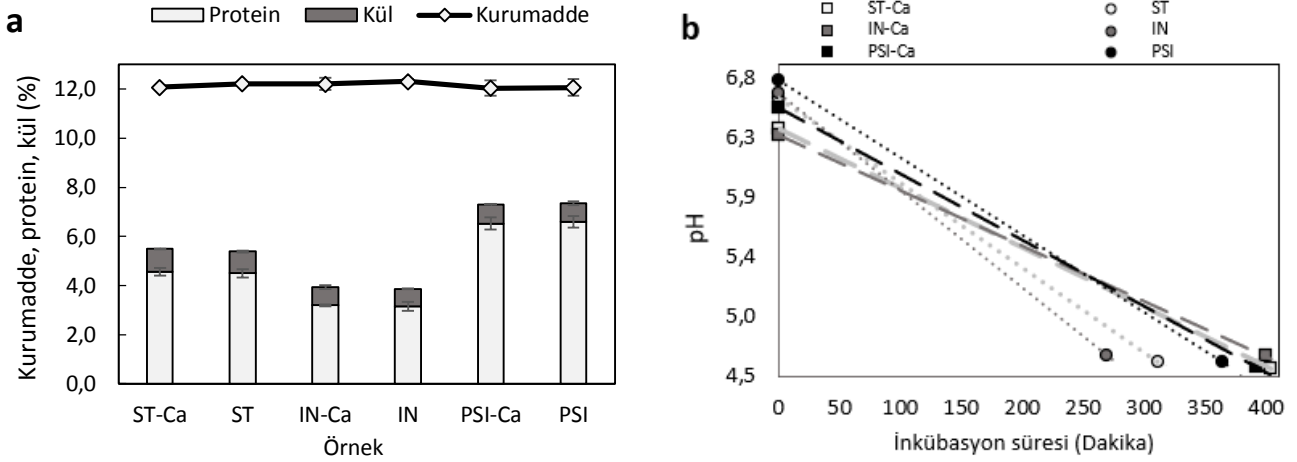 a
Protein Kül Kurumadde
Kurumadde, protein, kül (%)
12,0
10,0
8,0
6,0
4,0
2,0
0,0
ST-Ca ST IN-Ca IN PSI-Ca PSI
Örnek
b
ST-Ca ST
IN-Ca IN
PSI-Ca PSI
pH
6,8
6,3
5,9
5,4
5,0
4,5
0 50 100 150 200 250 300 350 400
İnkübasyon süresi (Dakika)